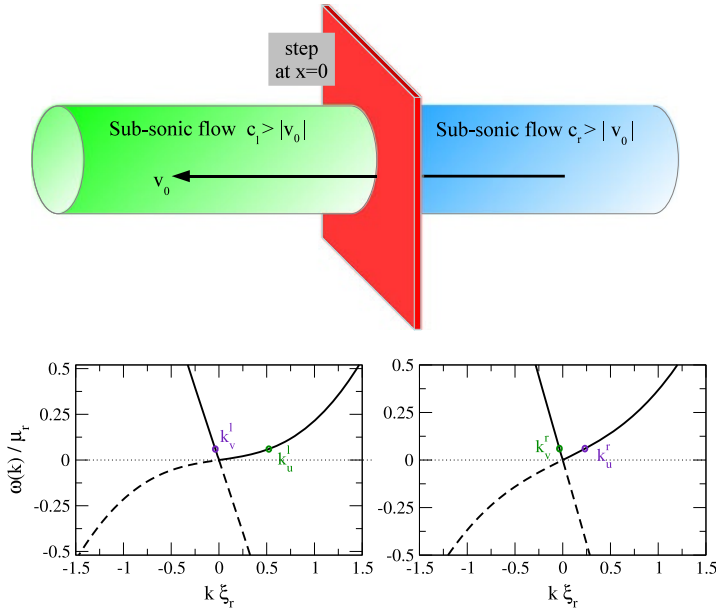 step
at x=0
Sub-sonic flow c_l > |v_0|
Sub-sonic flow c_r > | v_0|
v_0
0.5
0.25
0
-0.25
-0.5
ω(k) / μ_r
k_v^l
k_u^l
-1.5 -1 -0.5 0 0.5 1 1.5
k ξ_r
0.5
0.25
0
-0.25
-0.5
k_v^r
k_u^r
-1.5 -1 -0.5 0 0.5 1 1.5
k ξ_r